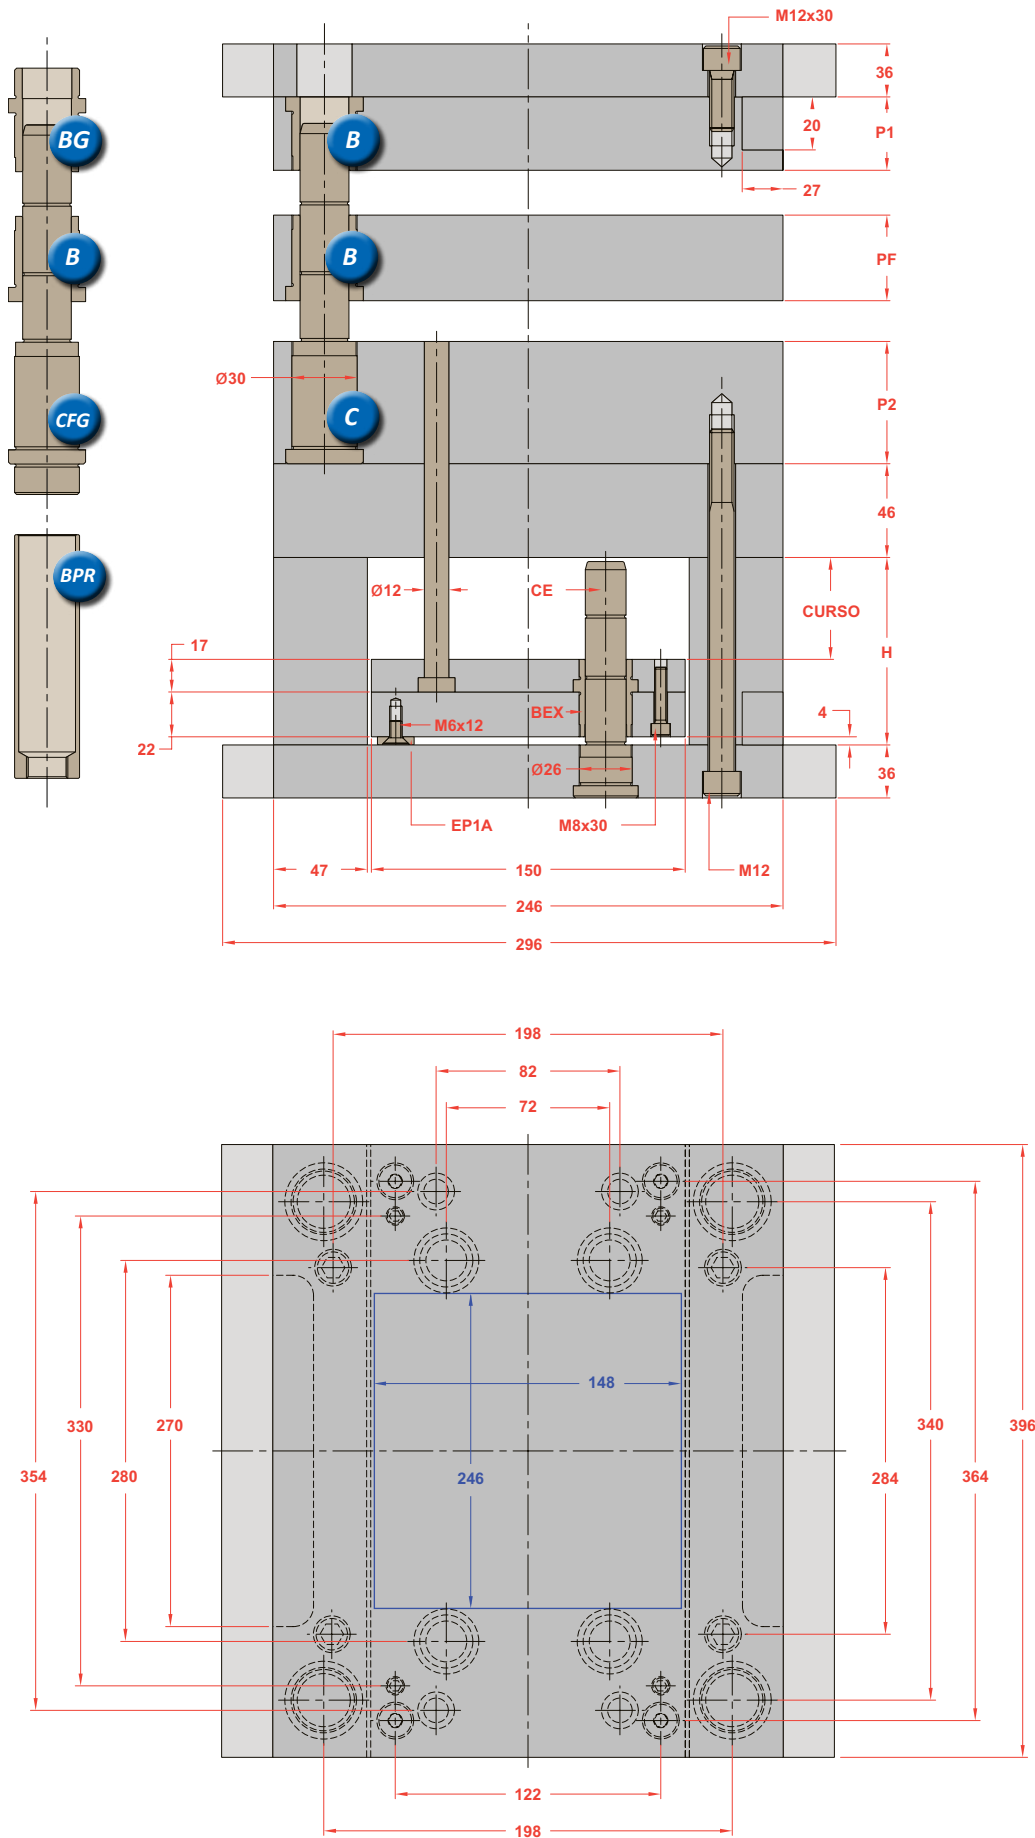 M12x30
36
BG
B
20
P1
27
B
B
PF
Ø30
CFG
C
P2
46
BPR
Ø12
CE
CURSO
17
H
BEX
4
M6x12
22
Ø26
36
EP1A
M8x30
47
150
M12
246
296
198
82
72
148
330
270
340
396
354
280
246
284
364
122
198